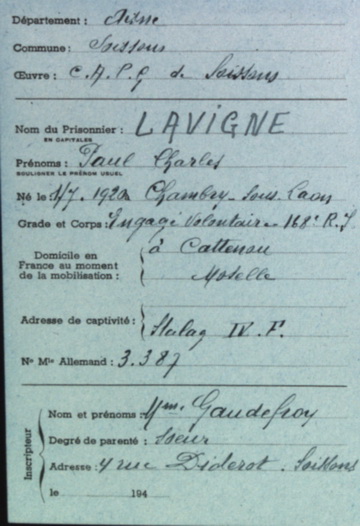 Département : Aisne
Commune : Soissons
Œuvre : C.A.P.G de Soissons
Nom du Prisonnier : LAVIGNE
EN CAPITALES
Prénoms : Paul Charles
SOULIGNER LE PRÉNOM USUEL
Né le 1/7. 1920 Chambry-sous-Laon
Grade et Corps : Engagé Volontaire 168e R.I
Domicile en
France au moment
de la mobilisation :
à Cattenom
Moselle
Adresse de captivité :
Stalag IV. F.
No Mle Allemand : 3.387
Inscripteur
Nom et prénoms : Mme Gaudefroy
Degré de parenté : Soeur
Adresse : 4 rue Diderot. Soissons
le 194